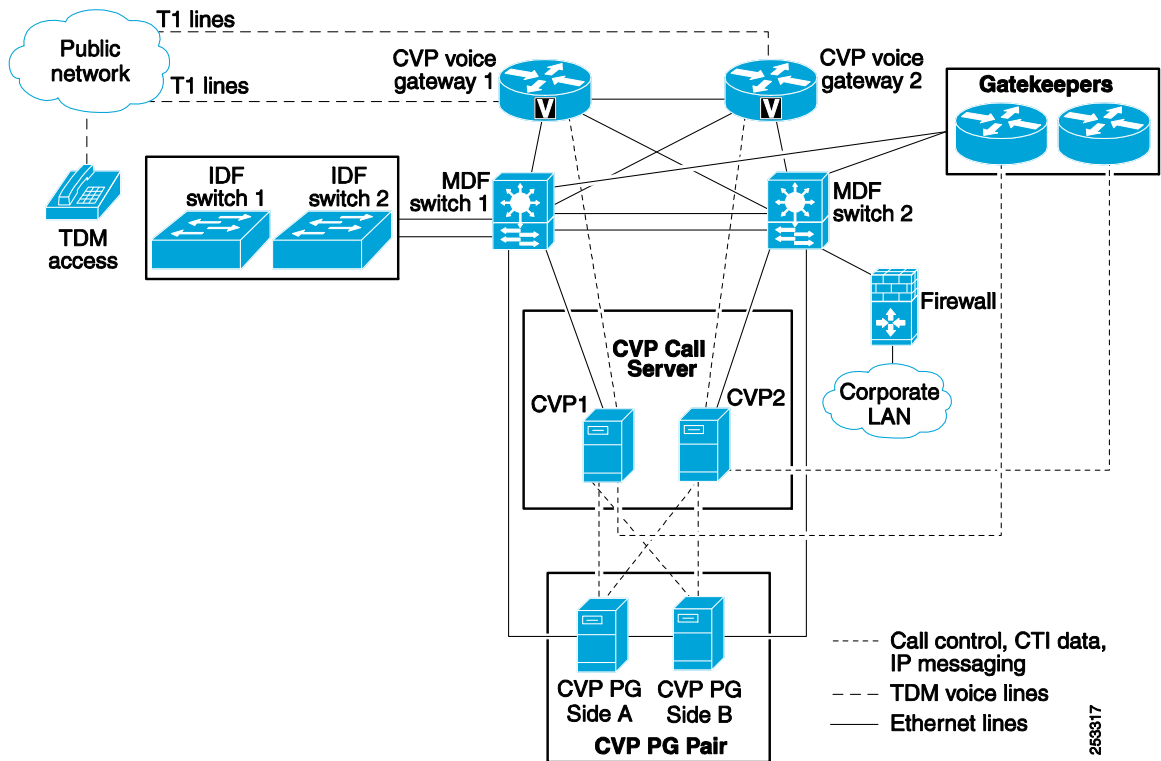 T1 lines
Public
network
T1 lines
CVP voice
gateway 1
CVP voice
gateway 2
Gatekeepers
V
V
TDM
access
IDF
switch 1
IDF
switch 2
MDF
switch 1
MDF
switch 2
Firewall
Corporate
LAN
CVP Call
Server
CVP1
CVP2
CVP PG
Side A
CVP PG
Side B
CVP PG Pair
Call control, CTI data,
IP messaging
TDM voice lines
Ethernet lines
253317